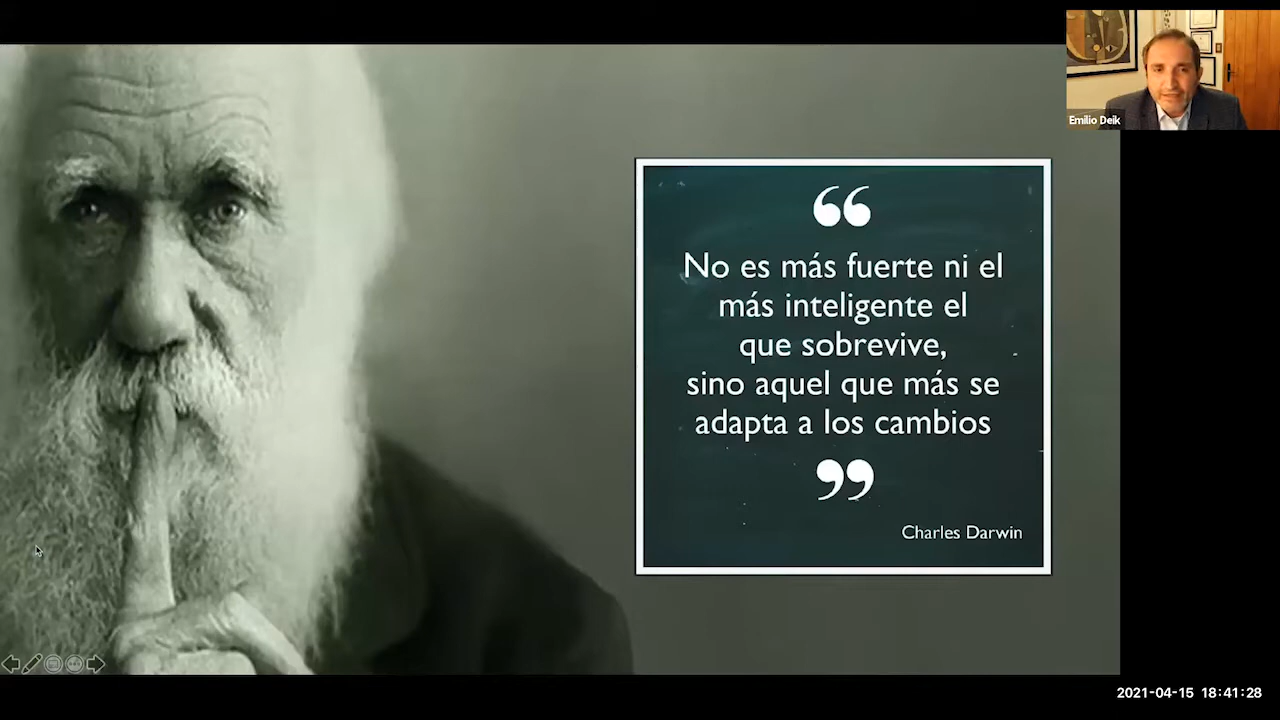 Emilio Deik
“
No es más fuerte ni el
más inteligente el
que sobrevive,
sino aquel que más se
adapta a los cambios
”
Charles Darwin
2021-04-15 18:41:28